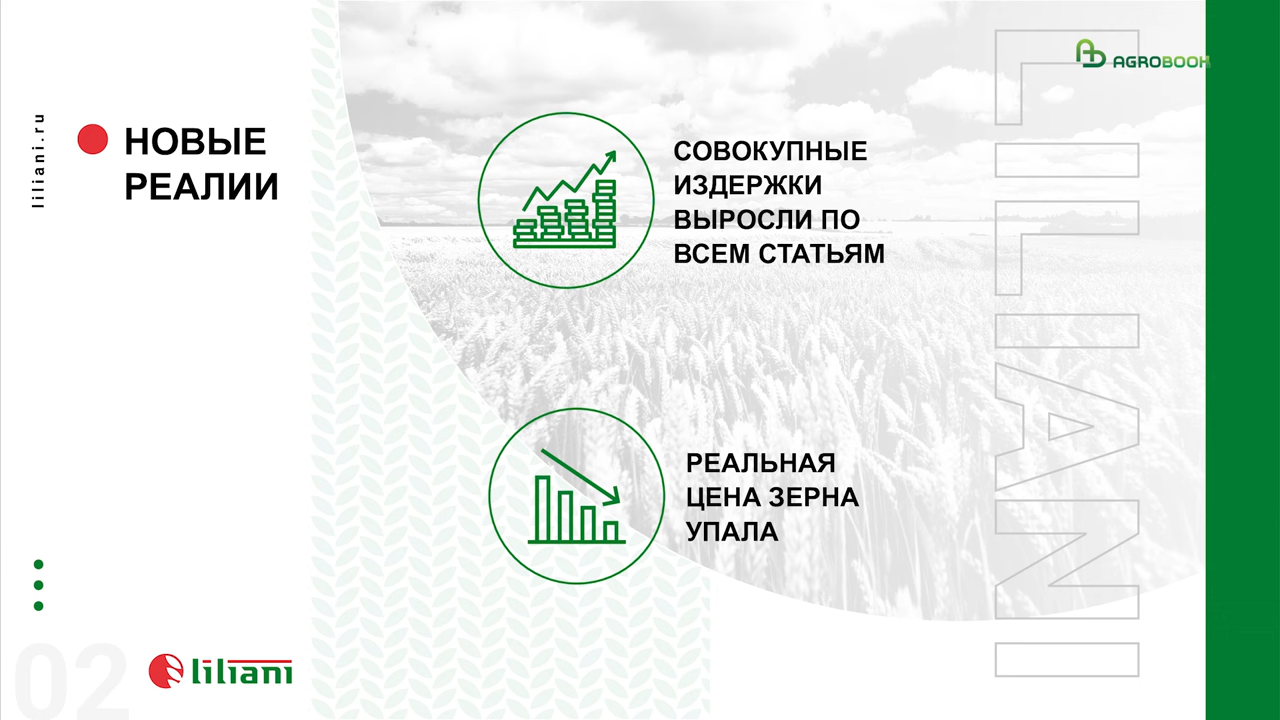 liliani.ru
НОВЫЕ
РЕАЛИИ
AGROBOOK
СОВОКУПНЫЕ
ИЗДЕРЖКИ
ВЫРОСЛИ ПО
ВСЕМ СТАТЬЯМ
РЕАЛЬНАЯ
ЦЕНА ЗЕРНА
УПАЛА
LILIANI
02
liliani